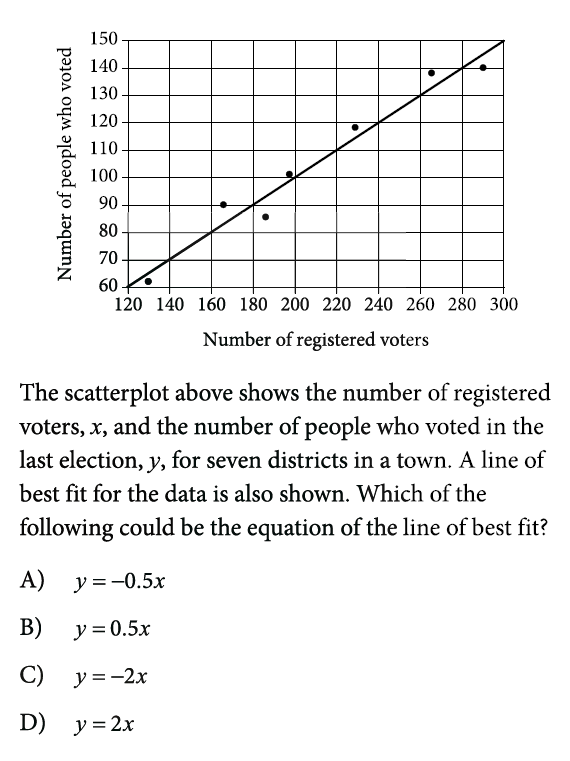 150
140
130
120
110
100
90
80
70
60
Number of people who voted
120 140 160 180 200 220 240 260 280 300
Number of registered voters
The scatterplot above shows the number of registered
voters, x, and the number of people who voted in the
last election, y, for seven districts in a town. A line of
best fit for the data is also shown. Which of the
following could be the equation of the line of best fit?
A) y = –0.5x
B) y = 0.5x
C) y = –2x
D) y = 2x